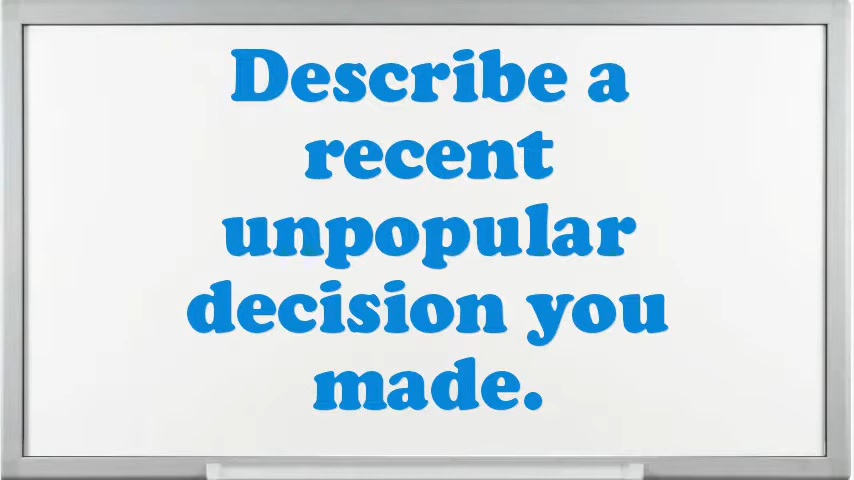 Describe a
recent
unpopular
decision you
made.